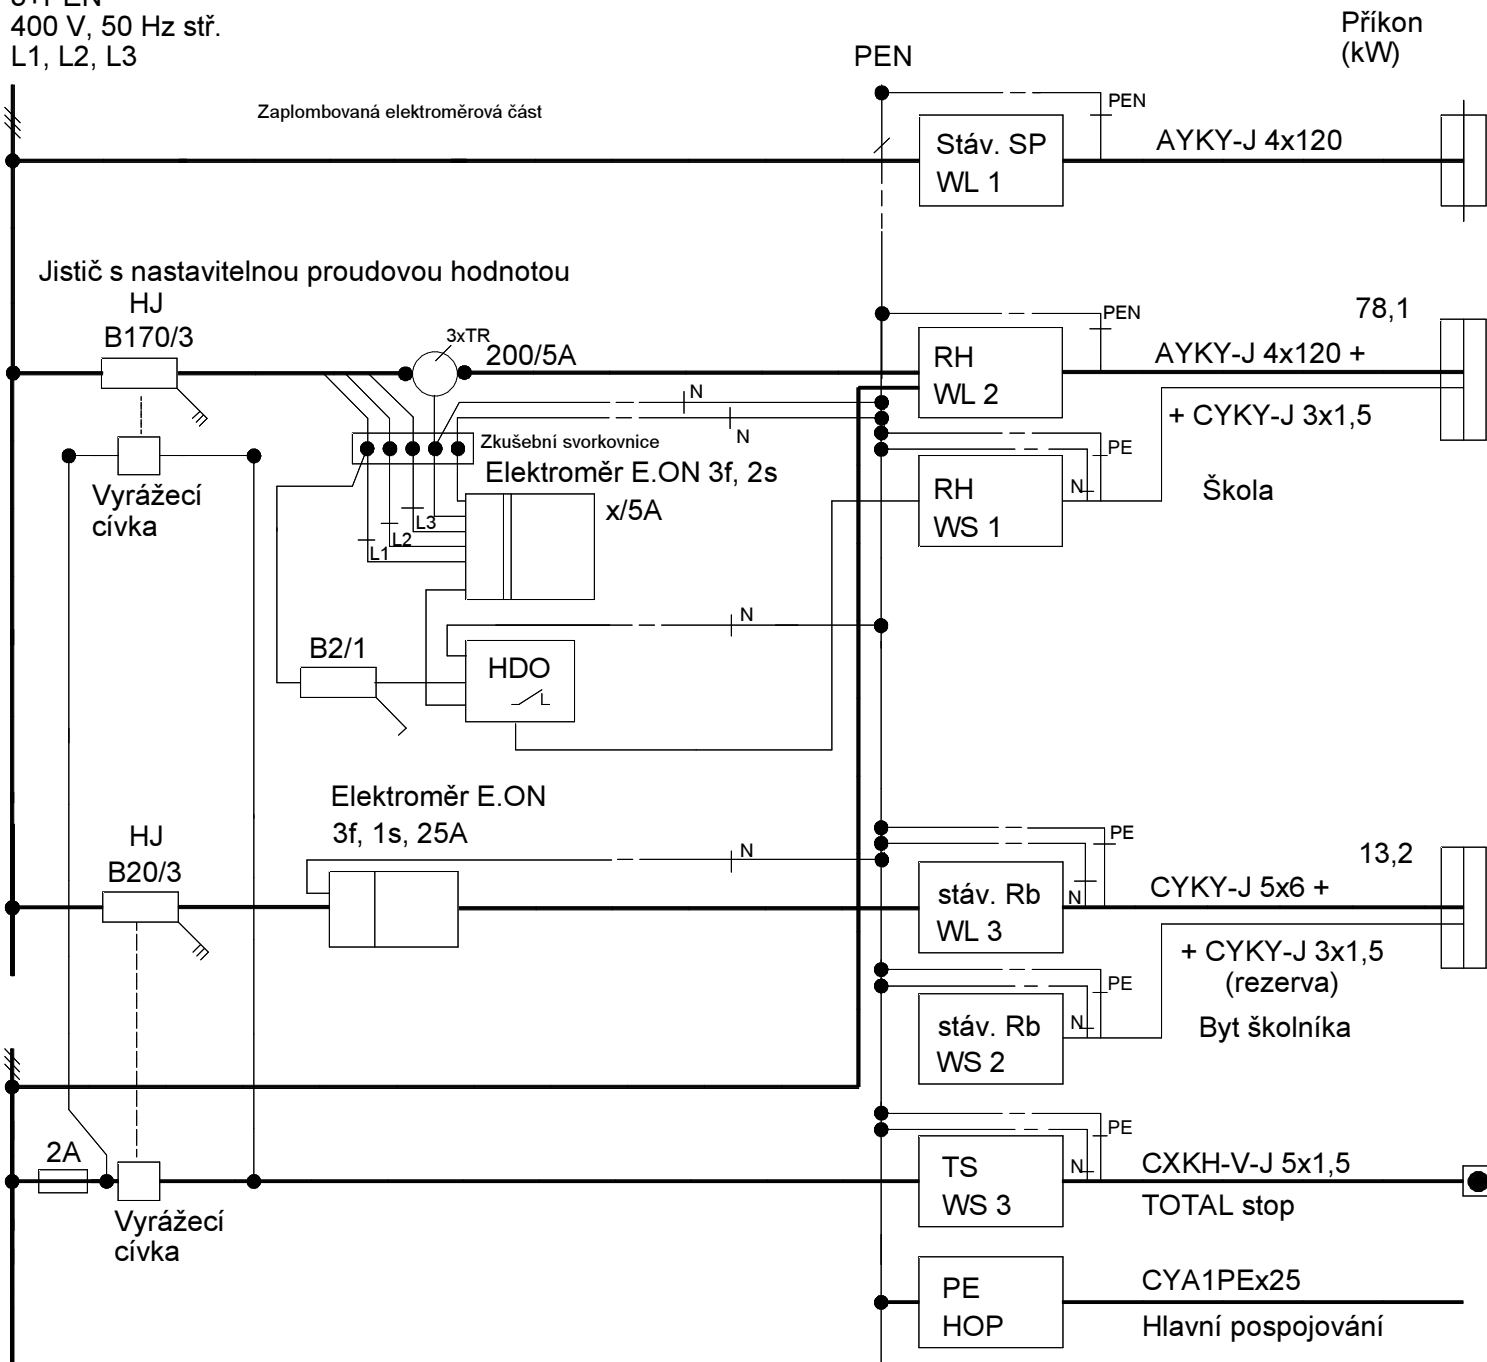 400 V, 50 Hz stř.
L1, L2, L3
PEN
Příkon
(kW)
Zaplombovaná elektroměrová část
PEN
Stáv. SP
WL 1
AYKY-J 4x120
Jistič s nastavitelnou proudovou hodnotou
HJ
B170/3
3xTR
200/5A
RH
WL 2
PEN
78,1
AYKY-J 4x120 +
+ CYKY-J 3x1,5
N
N
Zkušební svorkovnice
Elektroměr E.ON 3f, 2s
x/5A
Vyrážecí
cívka
L3
L2
L1
PE
N
RH
WS 1
Škola
N
B2/1
HDO
Elektroměr E.ON
3f, 1s, 25A
HJ
B20/3
N
PE
N
stáv. Rb
WL 3
13,2
CYKY-J 5x6 +
+ CYKY-J 3x1,5
(rezerva)
PE
N
stáv. Rb
WS 2
Byt školníka
2A
Vyrážecí
cívka
PE
N
TS
WS 3
CXKH-V-J 5x1,5
TOTAL stop
PE
HOP
CYA1PEx25
Hlavní pospojování